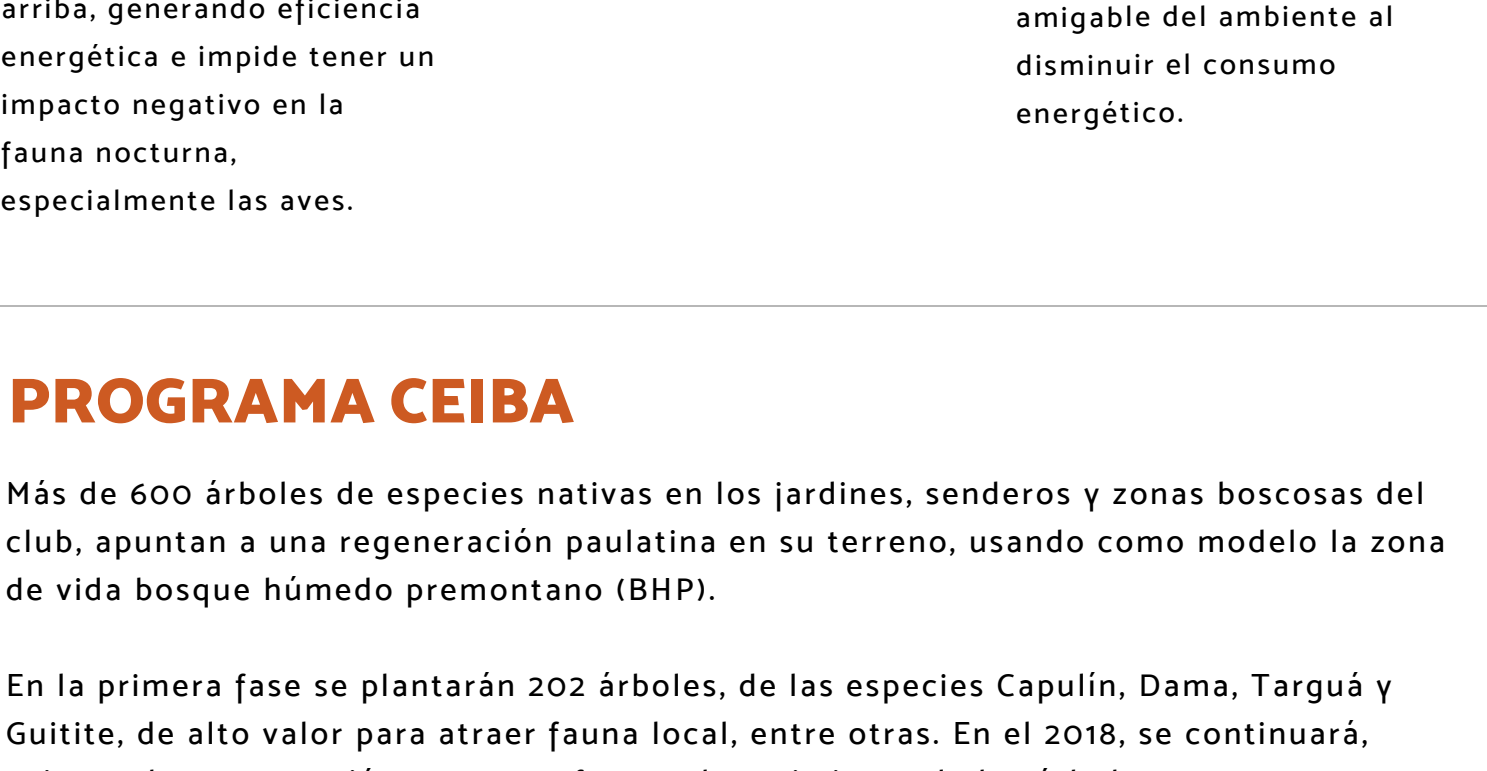 arriba, generando eficiencia
energética e impide tener un
impacto negativo en la
fauna nocturna,
especialmente las aves.
amigable del ambiente al
disminuir el consumo
energético.
PROGRAMA CEIBA
Más de 600 árboles de especies nativas en los jardines, senderos y zonas boscosas del
club, apuntan a una regeneración paulatina en su terreno, usando como modelo la zona
de vida bosque húmedo premontano (BHP).
En la primera fase se plantarán 202 árboles, de las especies Capulín, Dama, Targuá y
Guitite, de alto valor para atraer fauna local, entre otras. En el 2018, se continuará,